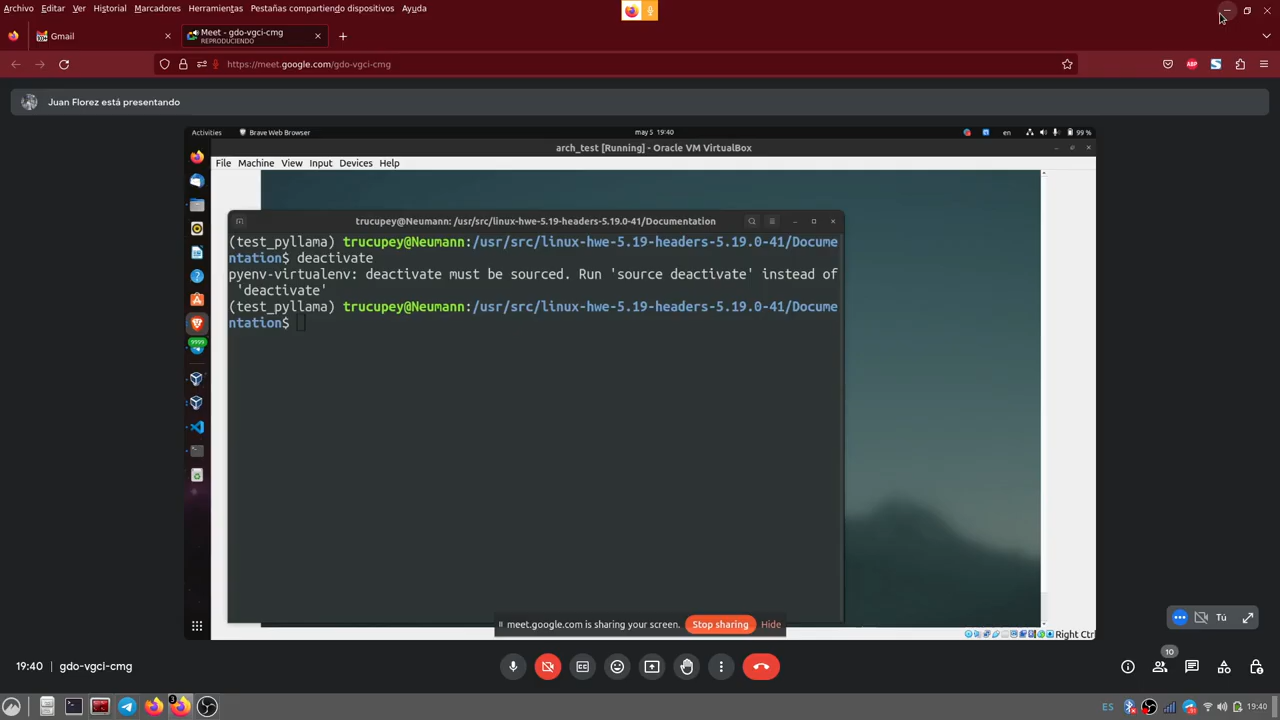 Archivo Editar Ver Historial Marcadores Herramientas Pestañas compartiendo dispositivos Ayuda
Gmail
Meet - gdo-vgci-cmg
REPRODUCIENDO
https://meet.google.com/gdo-vgci-cmg
ABP
S
Juan Florez está presentando
Activities Brave Web Browser may 5 19:40 en 99 %
arch_test [Running] - Oracle VM VirtualBox
File Machine View Input Devices Help
trucupey@Neumann: /usr/src/linux-hwe-5.19-headers-5.19.0-41/Documentation
(test_pyllama) trucupey@Neumann:/usr/src/linux-hwe-5.19-headers-5.19.0-41/Docume
ntation$ deactivate
pyenv-virtualenv: deactivate must be sourced. Run 'source deactivate' instead of
'deactivate'
(test_pyllama) trucupey@Neumann:/usr/src/linux-hwe-5.19-headers-5.19.0-41/Docume
ntation$
9999
meet.google.com is sharing your screen. Stop sharing Hide
Right Ctr
Tú
19:40 gdo-vgci-cmg
10
3
ES 19:40